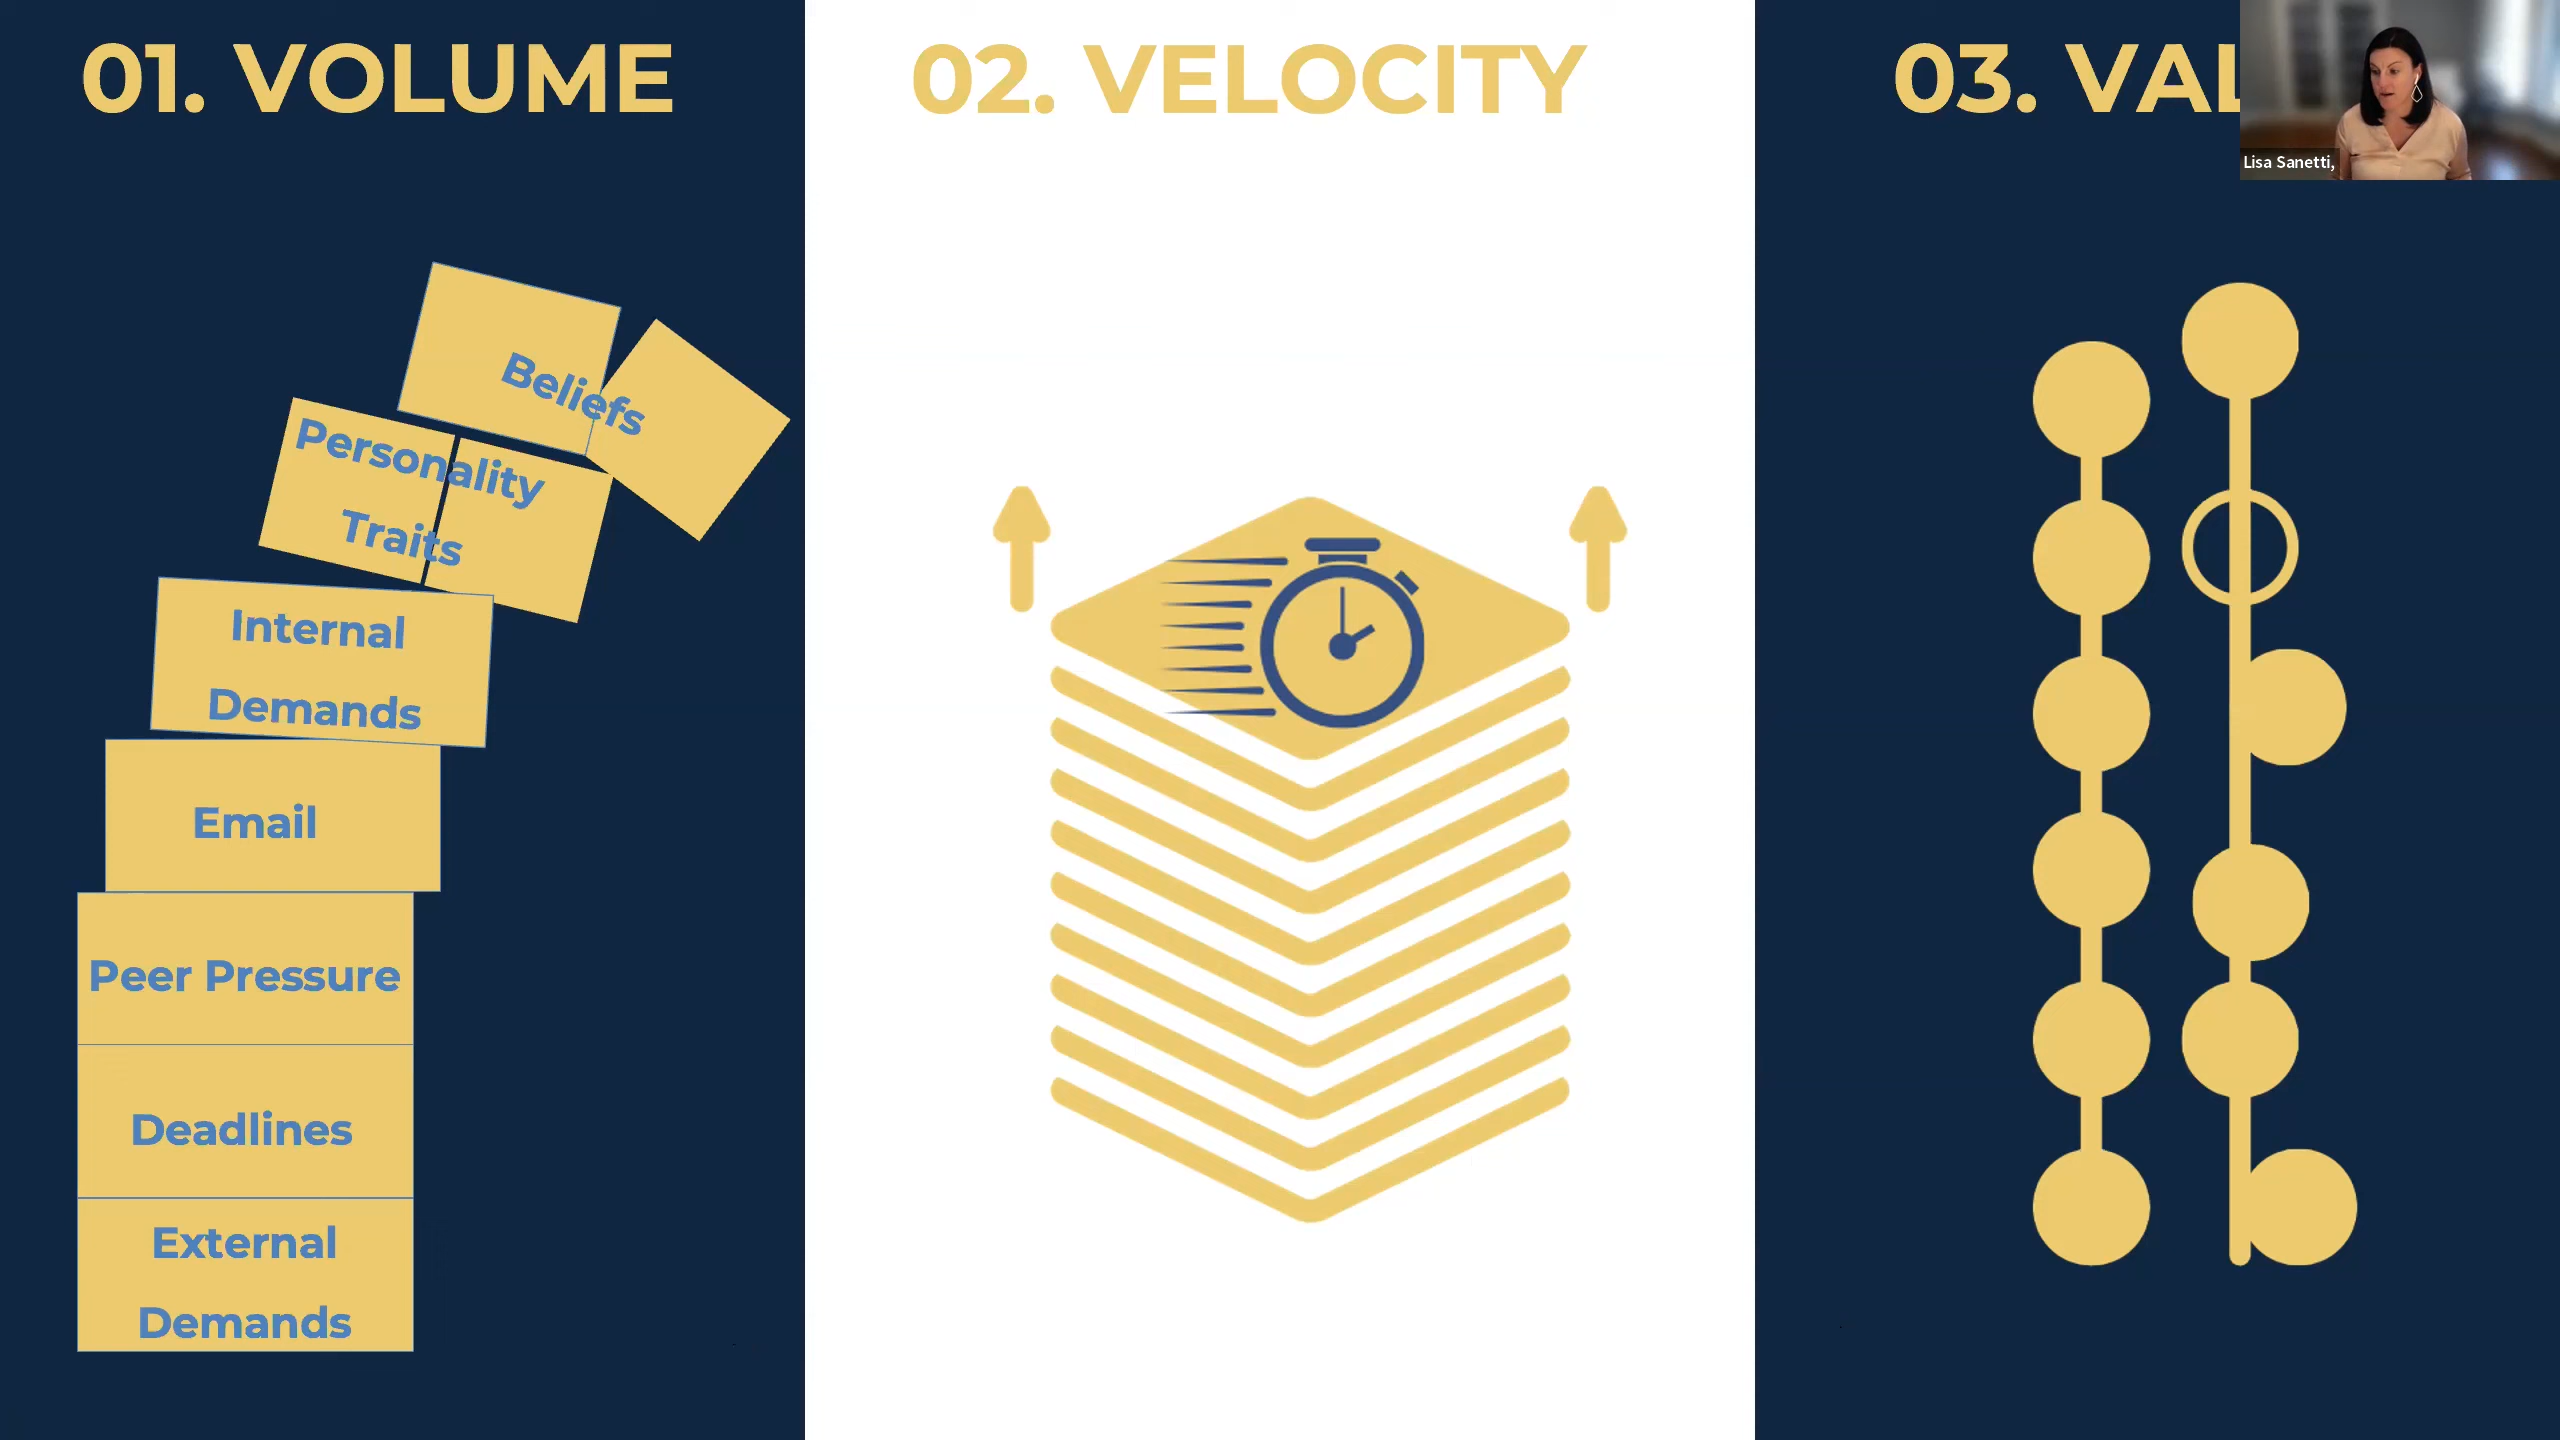 01. VOLUME
02. VELOCITY
03. VAL
Lisa Sanetti,
Beliefs
Personality
Traits
Internal
Demands
Email
Peer Pressure
Deadlines
External
Demands